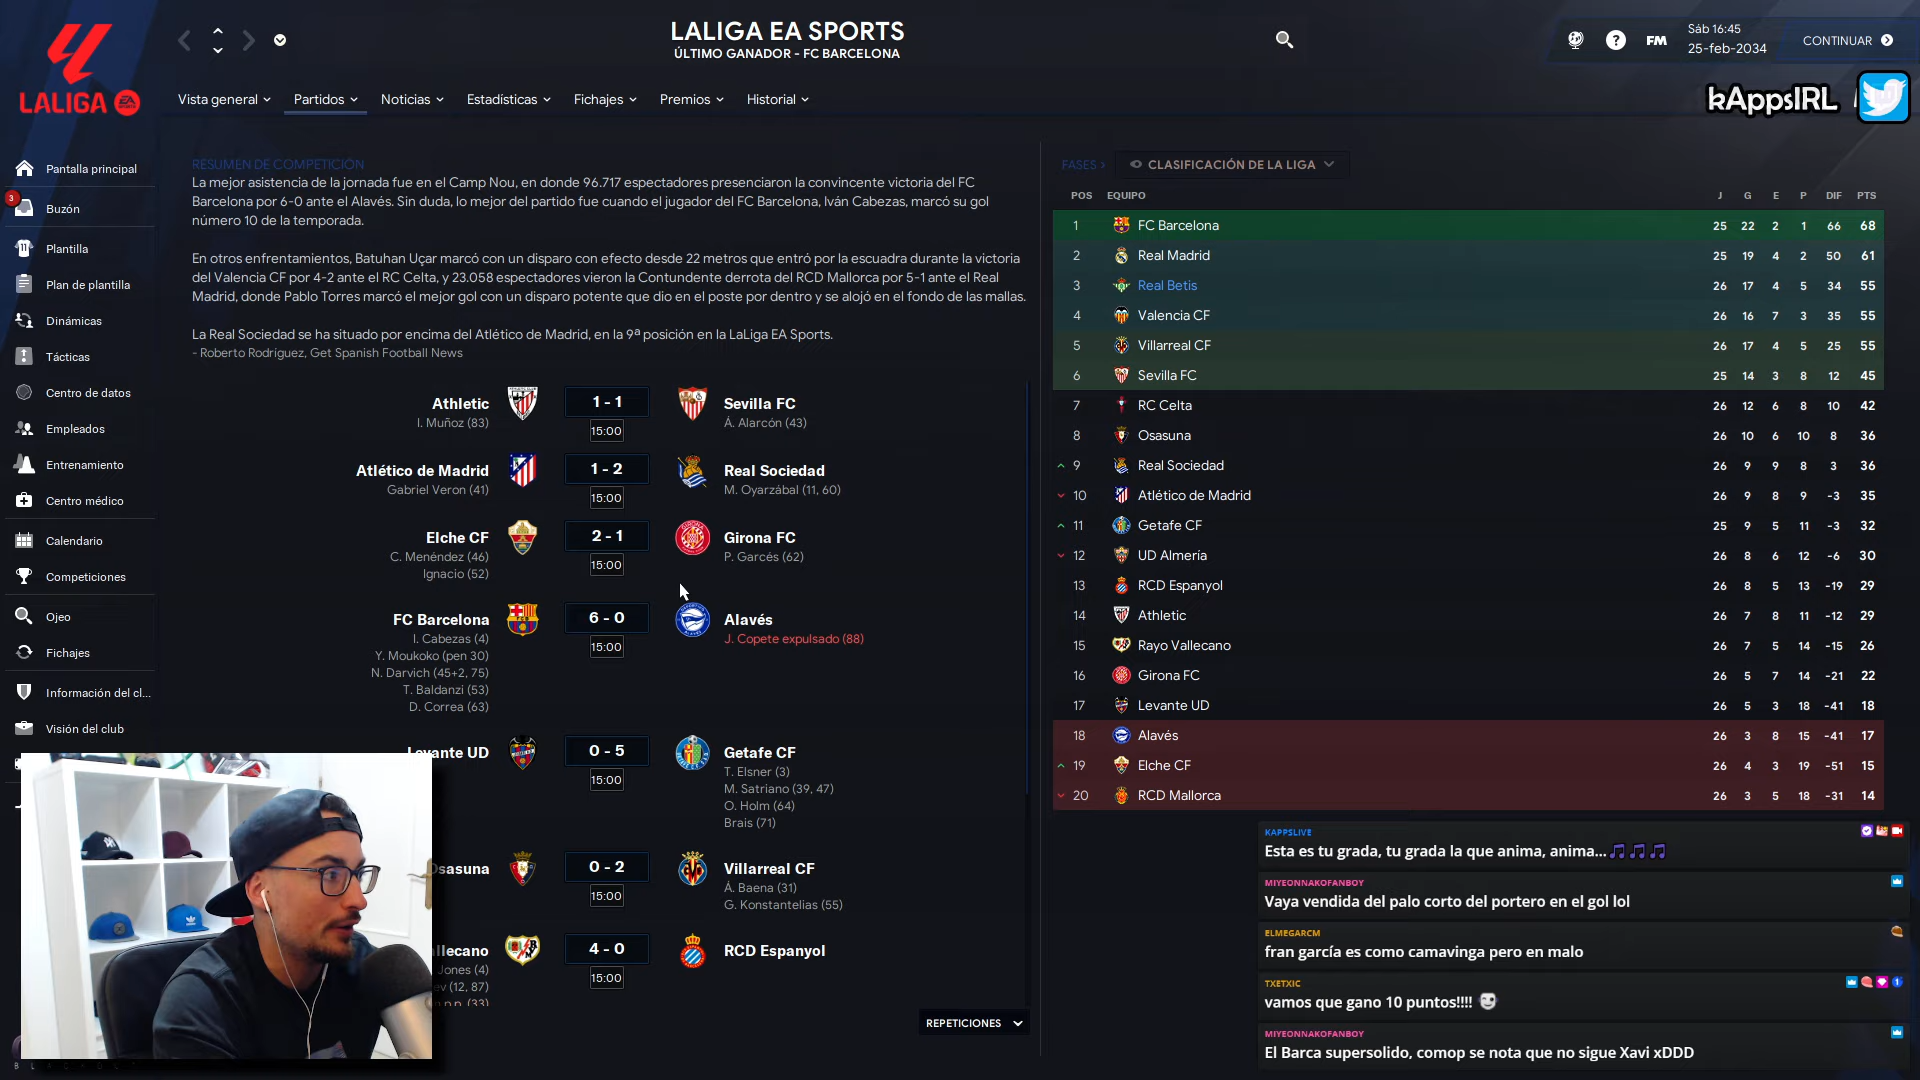 LALIGA EA SPORTS
ÚLTIMO GANADOR - FC BARCELONA
Sáb 16:45
25-feb-2034
FM
CONTINUAR
LALIGA
Vista general
Partidos
Noticias
Estadísticas
Fichajes
Premios
Historial
kAppsIRL
3
Pantalla principal
Buzón
Plantilla
Plan de plantilla
Dinámicas
Tácticas
Centro de datos
Empleados
Entrenamiento
Centro médico
Calendario
Competiciones
Ojeo
Fichajes
Información del cl...
Visión del club
RESUMEN DE COMPETICIÓN
La mejor asistencia de la jornada fue en el Camp Nou, en donde 96.717 espectadores presenciaron la convincente victoria del FC
Barcelona por 6-0 ante el Alavés. Sin duda, lo mejor del partido fue cuando el jugador del FC Barcelona, Iván Cabezas, marcó su gol
número 10 de la temporada.
En otros enfrentamientos, Batuhan Uçar marcó con un disparo con efecto desde 22 metros que entró por la escuadra durante la victoria
del Valencia CF por 4-2 ante el RC Celta, y 23.058 espectadores vieron la Contundente derrota del RCD Mallorca por 5-1 ante el Real
Madrid, donde Pablo Torres marcó el mejor gol con un disparo potente que dio en el poste por dentro y se alojó en el fondo de las mallas.
La Real Sociedad se ha situado por encima del Atlético de Madrid, en la 9ª posición en la LaLiga EA Sports.
- Roberto Rodríguez, Get Spanish Football News
Athletic 1 - 1 Sevilla FC
I. Muñoz (83) 15:00 Á. Alarcón (43)
Atlético de Madrid 1 - 2 Real Sociedad
Gabriel Veron (41) 15:00 M. Oyarzábal (11, 60)
Elche CF 2 - 1 Girona FC
C. Menéndez (46) 15:00 P. Garcés (62)
Ignacio (52)
FC Barcelona 6 - 0 Alavés
I. Cabezas (4) 15:00 J. Copete expulsado (88)
Y. Moukoko (pen 30)
N. Darvich (45+2, 75)
T. Baldanzi (53)
D. Correa (63)
Levante UD 0 - 5 Getafe CF
15:00 T. Elsner (3)
M. Satriano (39, 47)
O. Holm (64)
Brais (71)
Osasuna 0 - 2 Villarreal CF
15:00 Á. Baena (31)
G. Konstantelias (55)
allecano 4 - 0 RCD Espanyol
Jones (4) 15:00
ev (12, 87)
(33)
REPETICIONES
FASES > CLASIFICACIÓN DE LA LIGA
POS EQUIPO J G E P DIF PTS
1 FC Barcelona 25 22 2 1 66 68
2 Real Madrid 25 19 4 2 50 61
3 Real Betis 26 17 4 5 34 55
4 Valencia CF 26 16 7 3 35 55
5 Villarreal CF 26 17 4 5 25 55
6 Sevilla FC 25 14 3 8 12 45
7 RC Celta 26 12 6 8 10 42
8 Osasuna 26 10 6 10 8 36
9 Real Sociedad 26 9 9 8 3 36
10 Atlético de Madrid 26 9 8 9 -3 35
11 Getafe CF 25 9 5 11 -3 32
12 UD Almería 26 8 6 12 -6 30
13 RCD Espanyol 26 8 5 13 -19 29
14 Athletic 26 7 8 11 -12 29
15 Rayo Vallecano 26 7 5 14 -15 26
16 Girona FC 26 5 7 14 -21 22
17 Levante UD 26 5 3 18 -41 18
18 Alavés 26 3 8 15 -41 17
19 Elche CF 26 4 3 19 -51 15
20 RCD Mallorca 26 3 5 18 -31 14
KAPPSLIVE
Esta es tu grada, tu grada la que anima, anima...🎵🎵🎵
MIYEONNAKOFANBOY
Vaya vendida del palo corto del portero en el gol lol
ELMEGARCM
fran garcía es como camavinga pero en malo
TXETXIC
vamos que gano 10 puntos!!!!
MIYEONNAKOFANBOY
El Barca supersolido, comop se nota que no sigue Xavi xDDD